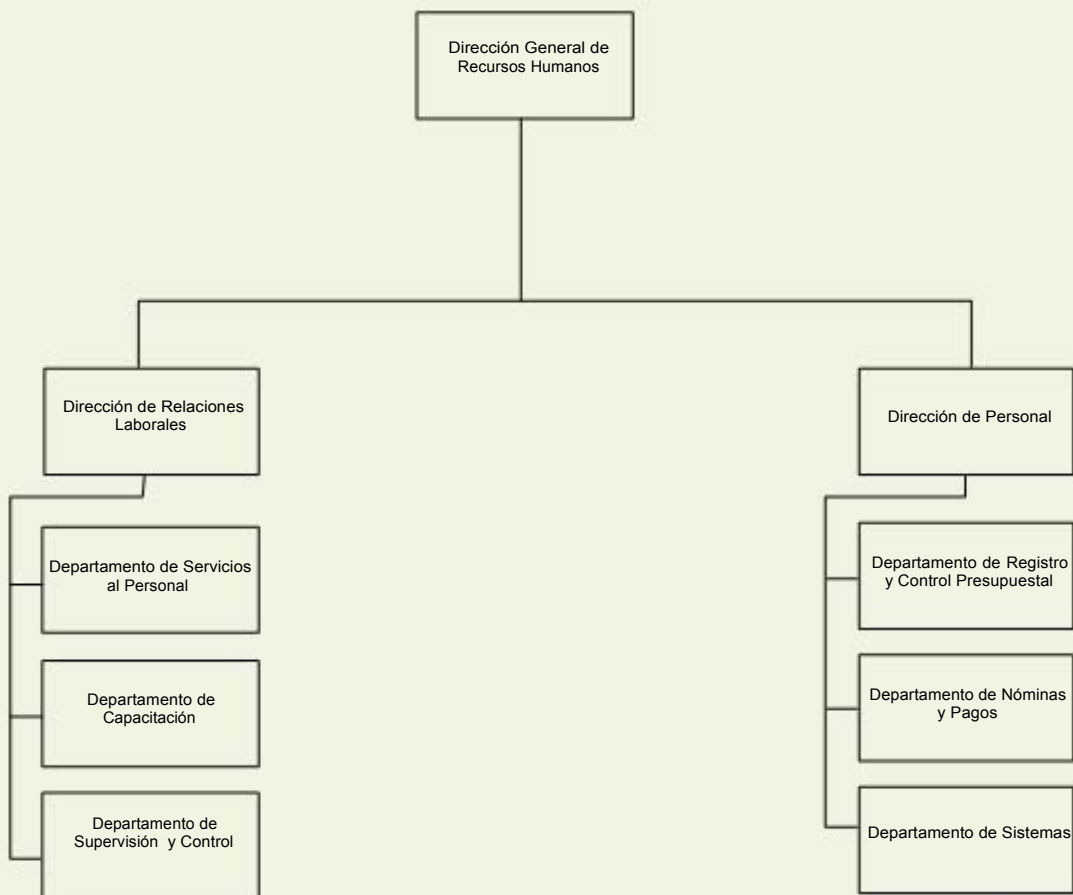 Dirección General de
Recursos Humanos
Dirección de Relaciones
Laborales
Departamento de Servicios
al Personal
Departamento de
Capacitación
Departamento de
Supervisión y Control
Dirección de Personal
Departamento de Registro
y Control Presupuestal
Departamento de Nóminas
y Pagos
Departamento de Sistemas